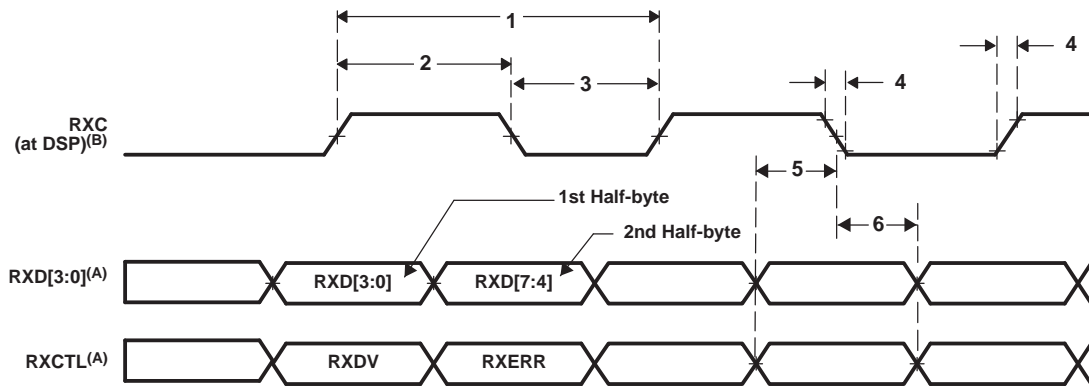 1
4
2
4
3
RXC
(at DSP)(B)
5
1st Half-byte
6
2nd Half-byte
RXD[3:0](A)
RXD[3:0]
RXD[7:4]
RXCTL(A)
RXDV
RXERR